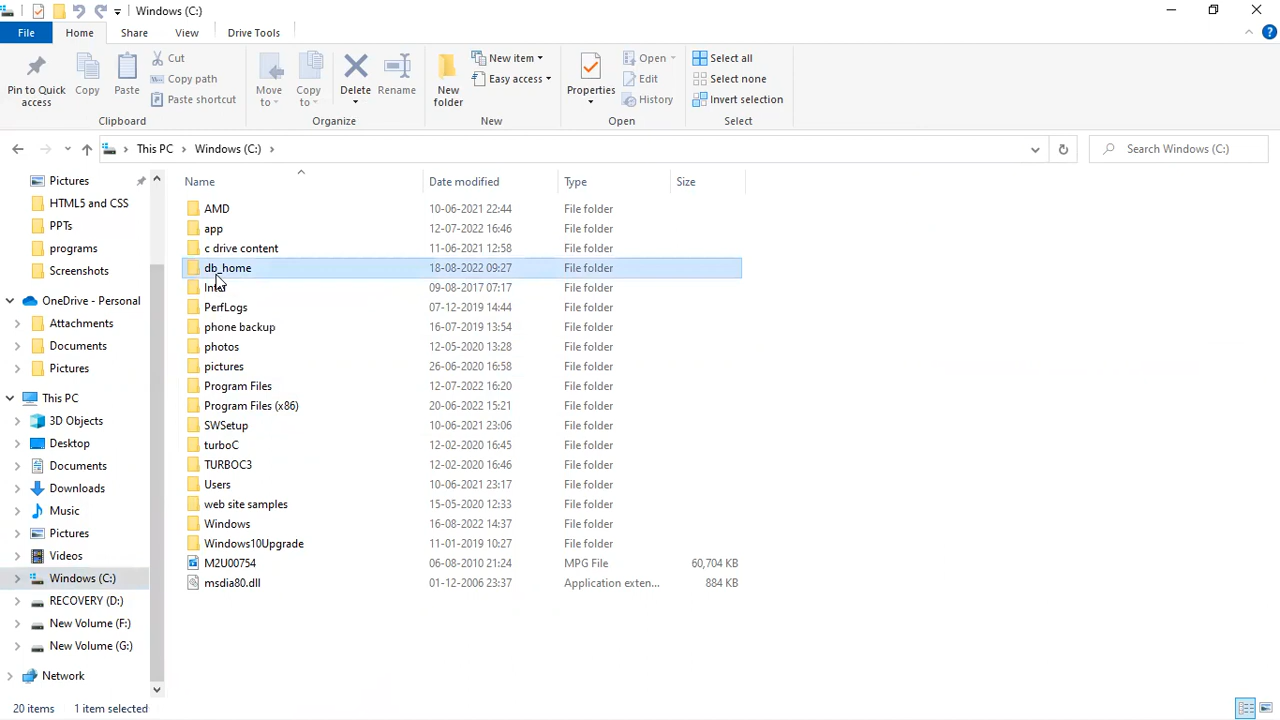 Windows (C:)
File Home Share View Drive Tools
Pin to Quick access
Copy
Paste
Cut
Copy path
Paste shortcut
Clipboard
Move to
Copy to
Delete
Rename
Organize
New folder
New item
Easy access
New
Properties
Open
Edit
History
Open
Select all
Select none
Invert selection
Select
This PC > Windows (C:) >
Search Windows (C:)
Pictures
HTML5 and CSS
PPTs
programs
Screenshots
OneDrive - Personal
Attachments
Documents
Pictures
This PC
3D Objects
Desktop
Documents
Downloads
Music
Pictures
Videos
Windows (C:)
RECOVERY (D:)
New Volume (F:)
New Volume (G:)
Network
Name Date modified Type Size
AMD 10-06-2021 22:44 File folder
app 12-07-2022 16:46 File folder
c drive content 11-06-2021 12:58 File folder
db_home 18-08-2022 09:27 File folder
09-08-2017 07:17 File folder
PerfLogs 07-12-2019 14:44 File folder
phone backup 16-07-2019 13:54 File folder
photos 12-05-2020 13:28 File folder
pictures 26-06-2020 16:58 File folder
Program Files 12-07-2022 16:20 File folder
Program Files (x86) 20-06-2022 15:21 File folder
SWSetup 10-06-2021 23:06 File folder
turboC 12-02-2020 16:45 File folder
TURBOC3 12-02-2020 16:46 File folder
Users 10-06-2021 23:17 File folder
web site samples 15-05-2020 12:33 File folder
Windows 16-08-2022 14:37 File folder
Windows10Upgrade 11-01-2019 10:27 File folder
M2U00754 06-08-2010 21:24 MPG File 60,704 KB
msdia80.dll 01-12-2006 23:37 Application exten... 884 KB
20 items 1 item selected